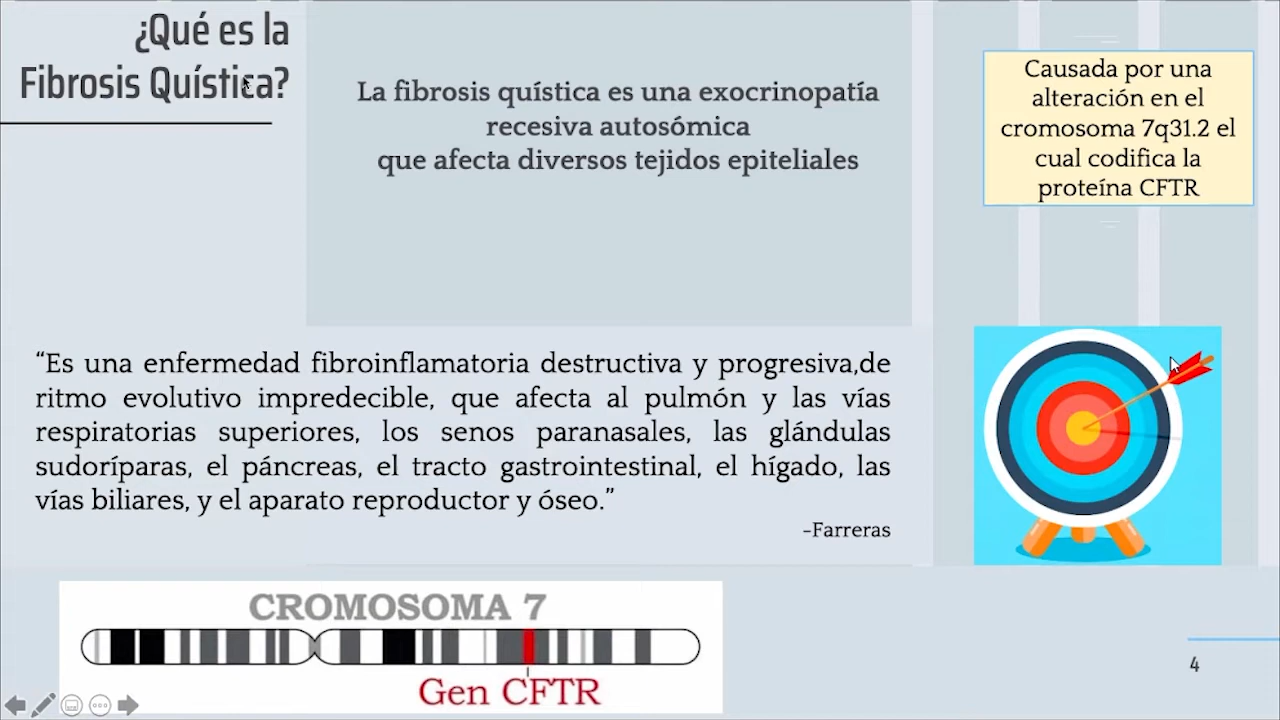 ¿Qué es la
Fibrosis Quística?
La fibrosis quística es una exocrinopatía
recesiva autosómica
que afecta diversos tejidos epiteliales
Causada por una
alteración en el
cromosoma 7q31.2 el
cual codifica la
proteína CFTR
“Es una enfermedad fibroinflamatoria destructiva y progresiva,de
ritmo evolutivo impredecible, que afecta al pulmón y las vías
respiratorias superiores, los senos paranasales, las glándulas
sudoríparas, el páncreas, el tracto gastrointestinal, el hígado, las
vías biliares, y el aparato reproductor y óseo.”
-Farreras
CROMOSOMA 7
Gen CFTR
4